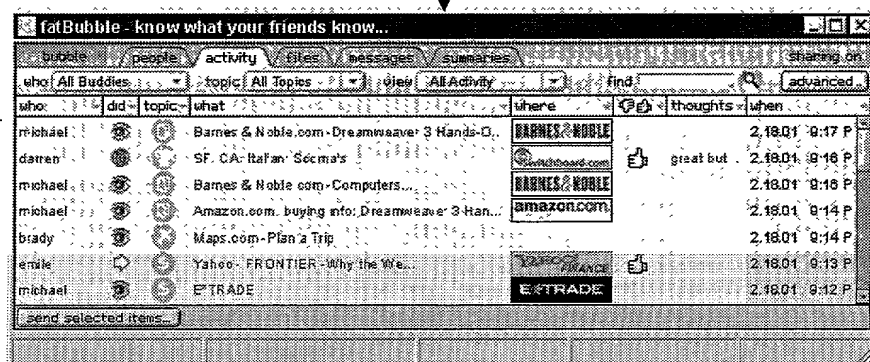 fatBubble - know what your friends know...
bubble people activity files messages summaries sharing on
who: All Buddies topic: All Topics view: All Activity find: advanced...
who: did topic what where thoughts when
michael Barnes & Noble.com - Dreamweaver 3 Hands-O.. BARNES & NOBLE 2.18.01 9:17 P
darren SF, CA: Italian: Socma's Switchboard.com great but 2.18.01 9:16 P
michael Barnes & Noble.com - Computers... BARNES & NOBLE 2.18.01 9:16 P
michael Amazon.com: buying info: Dreamweaver 3 Han... amazon.com 2.18.01 9:14 P
brady Maps.com - Plan a Trip 2.18.01 9:14 P
emile Yahoo - FRONTIER - Why the We... YAHOO! FINANCE 2.18.01 9:13 P
michael E*TRADE E*TRADE 2.18.01 9:12 P
send selected items...